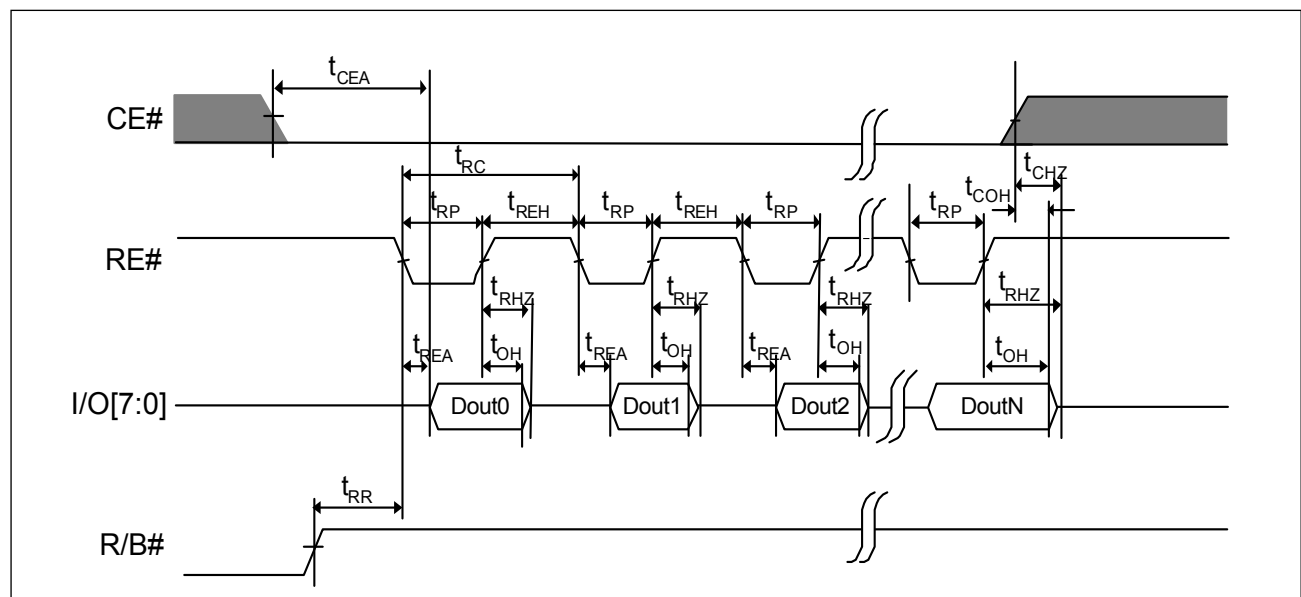 tCEA
CE#
tRC
tCHZ
tCOH
tRP tREH tRP tREH tRP tRP
RE#
tRHZ tRHZ tRHZ tRHZ
tREA tOH tREA tOH tREA tOH tOH
I/O[7:0] Dout0 Dout1 Dout2 DoutN
tRR
R/B#